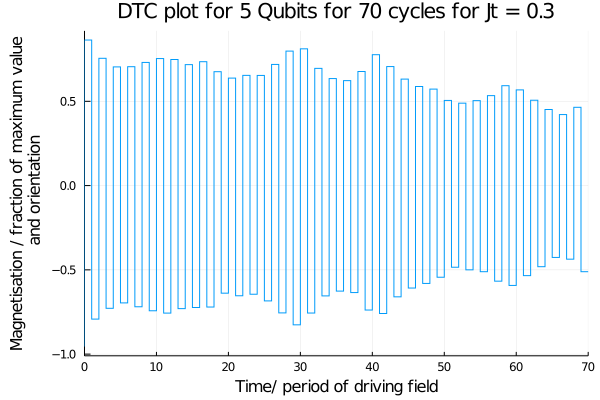 DTC plot for 5 Qubits for 70 cycles for Jt = 0.3
Magnetisation / fraction of maximum value
and orientation
0.5
0.0
−0.5
−1.0
0 10 20 30 40 50 60 70
Time/ period of driving field